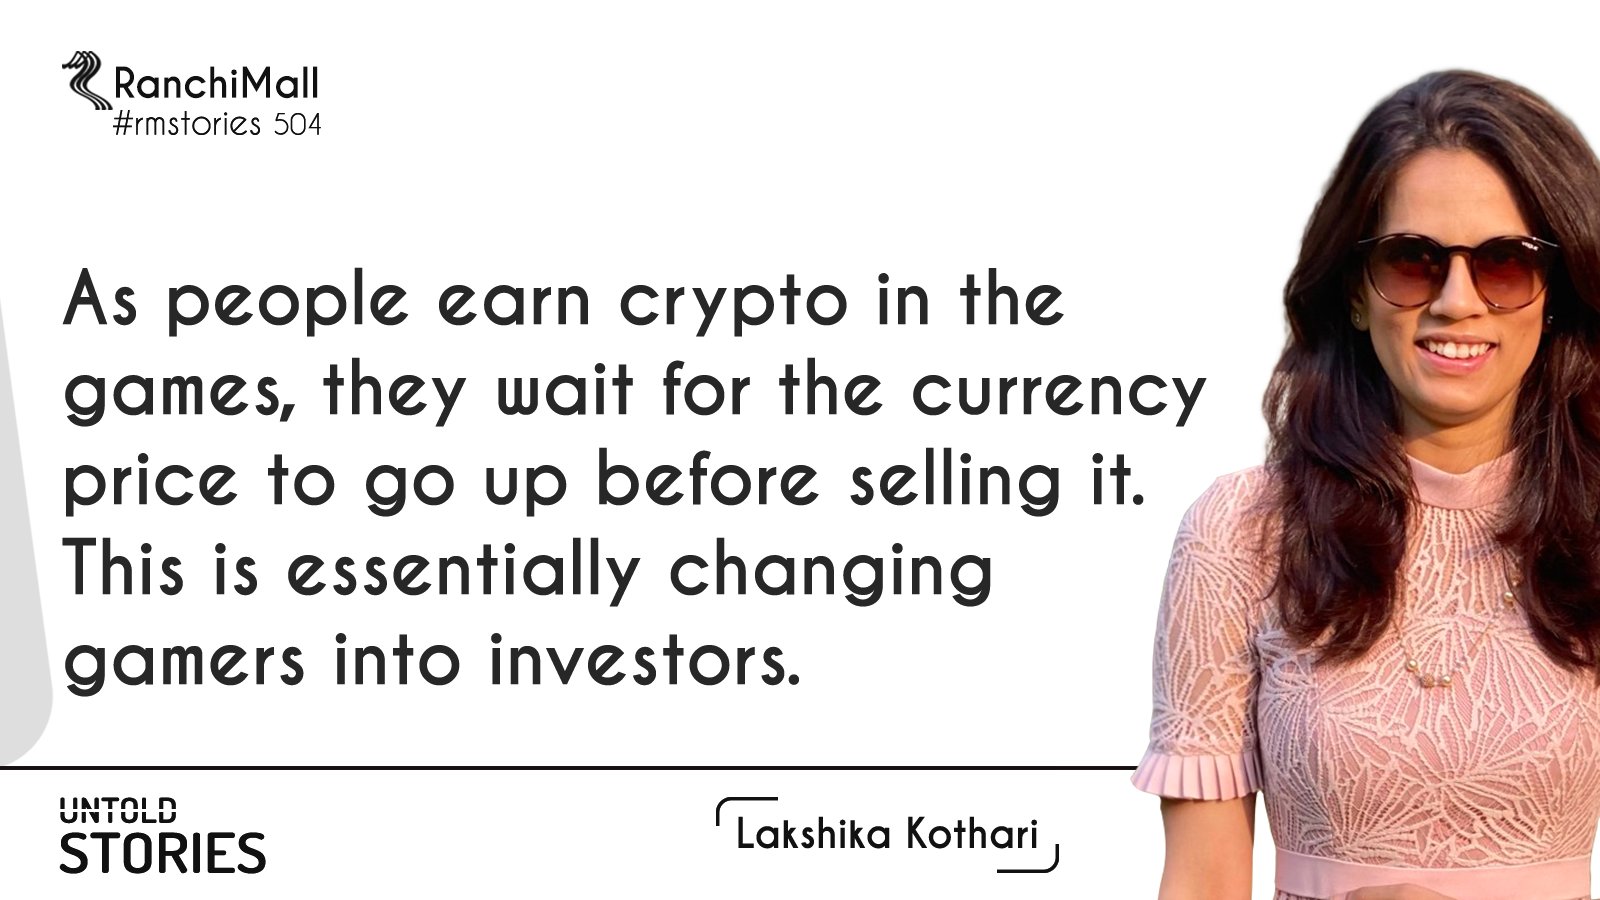 RanchiMall
#rmstories 504
As people earn crypto in the
games, they wait for the currency
price to go up before selling it.
This is essentially changing
gamers into investors.
UNTOLD
STORIES
Lakshika Kothari